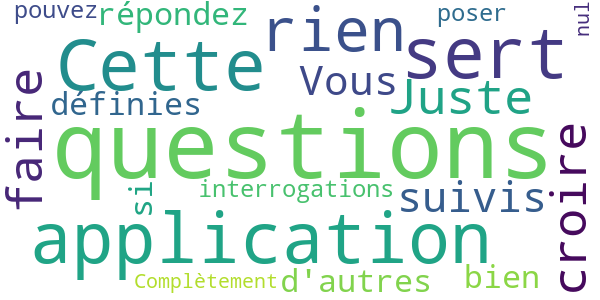 pouvez répondez rien poser nul
Cette sert
faire définies Vous Juste
questions croire
si interrogations suivis
application
Complètement d'autres bien